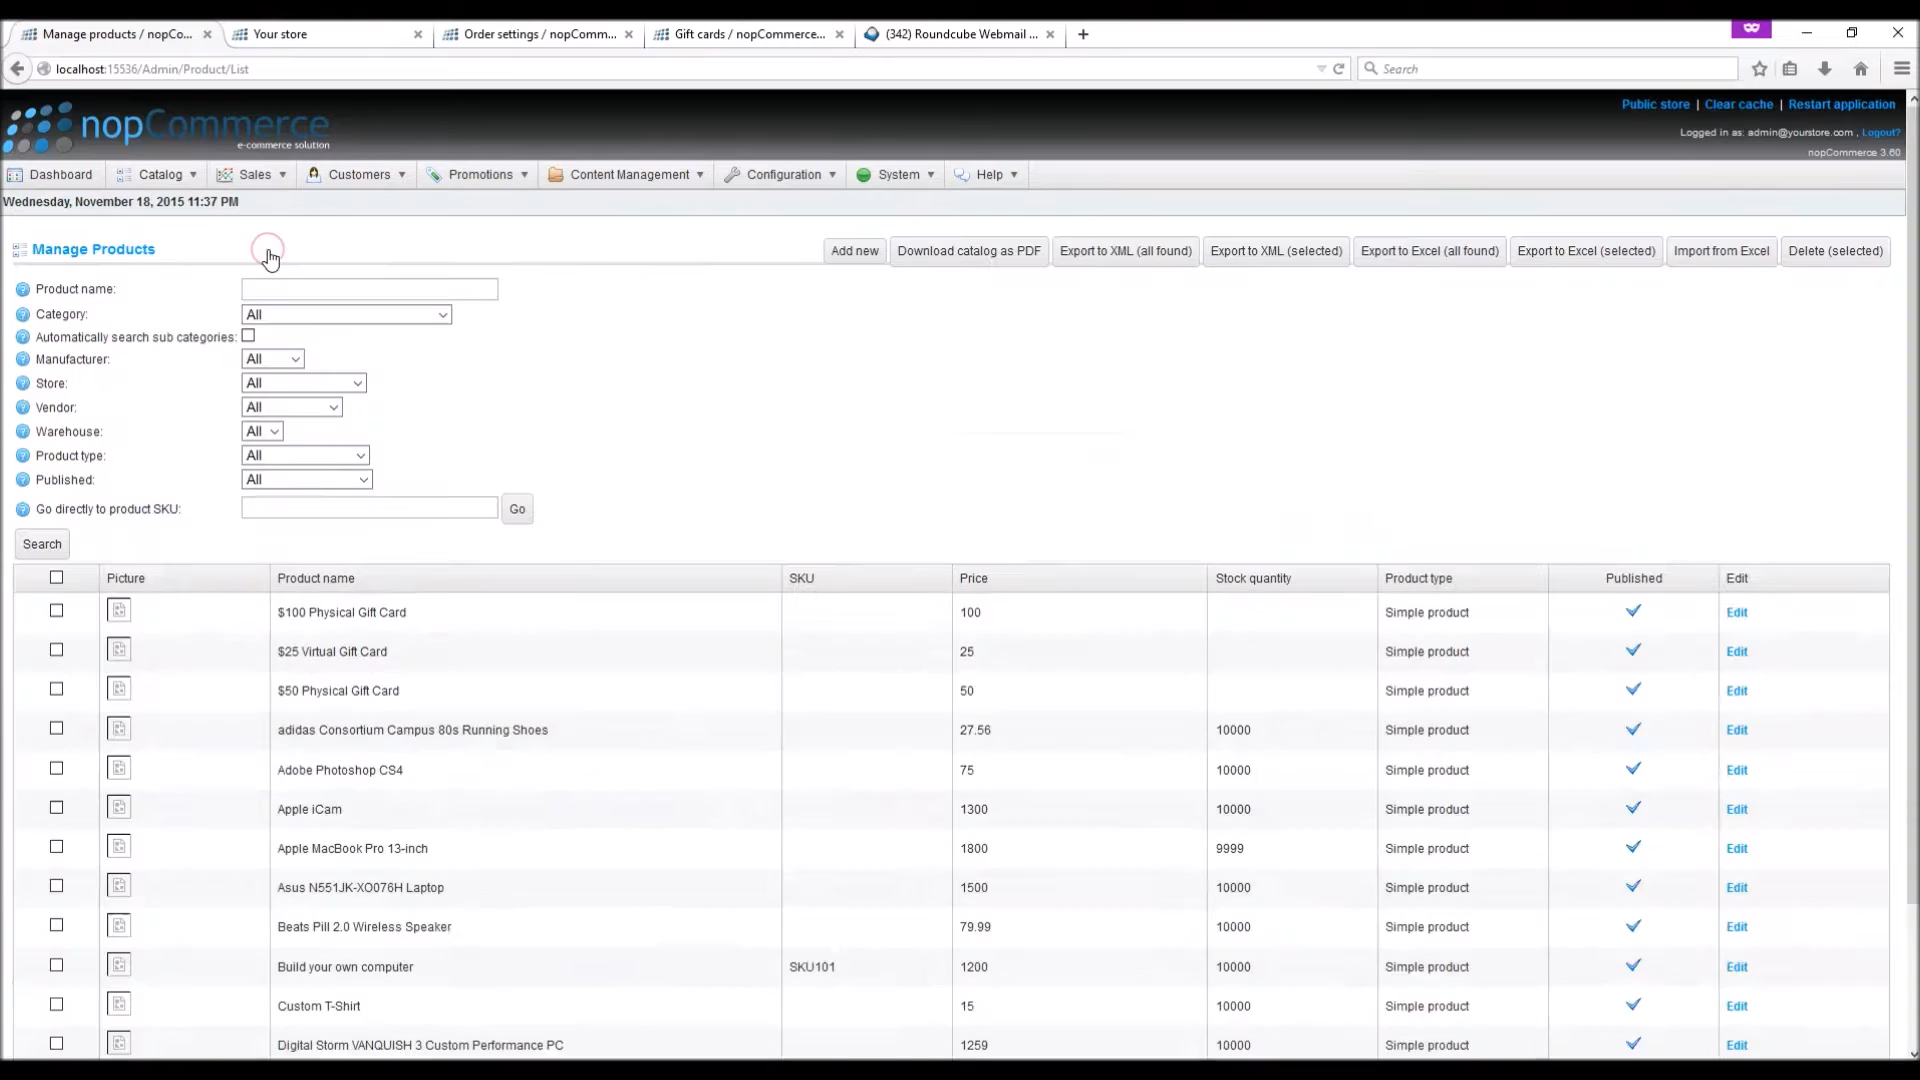 Manage products / nopCo...
Your store
Order settings / nopComm...
Gift cards / nopCommerce...
(342) Roundcube Webmail ...
localhost:15536/Admin/Product/List
Search
nopCommerce
e-commerce solution
Public store | Clear cache | Restart application
Logged in as: admin@yourstore.com , Logout?
nopCommerce 3.60
Dashboard Catalog Sales Customers Promotions Content Management Configuration System Help
Wednesday, November 18, 2015 11:37 PM
Manage Products
Add new Download catalog as PDF Export to XML (all found) Export to XML (selected) Export to Excel (all found) Export to Excel (selected) Import from Excel Delete (selected)
Product name:
Category: All
Automatically search sub categories:
Manufacturer: All
Store: All
Vendor: All
Warehouse: All
Product type: All
Published: All
Go directly to product SKU: Go
Search
Picture Product name SKU Price Stock quantity Product type Published Edit
$100 Physical Gift Card 100 Simple product Edit
$25 Virtual Gift Card 25 Simple product Edit
$50 Physical Gift Card 50 Simple product Edit
adidas Consortium Campus 80s Running Shoes 27.56 10000 Simple product Edit
Adobe Photoshop CS4 75 10000 Simple product Edit
Apple iCam 1300 10000 Simple product Edit
Apple MacBook Pro 13-inch 1800 9999 Simple product Edit
Asus N551JK-XO076H Laptop 1500 10000 Simple product Edit
Beats Pill 2.0 Wireless Speaker 79.99 10000 Simple product Edit
Build your own computer SKU101 1200 10000 Simple product Edit
Custom T-Shirt 15 10000 Simple product Edit
Digital Storm VANQUISH 3 Custom Performance PC 1259 10000 Simple product Edit